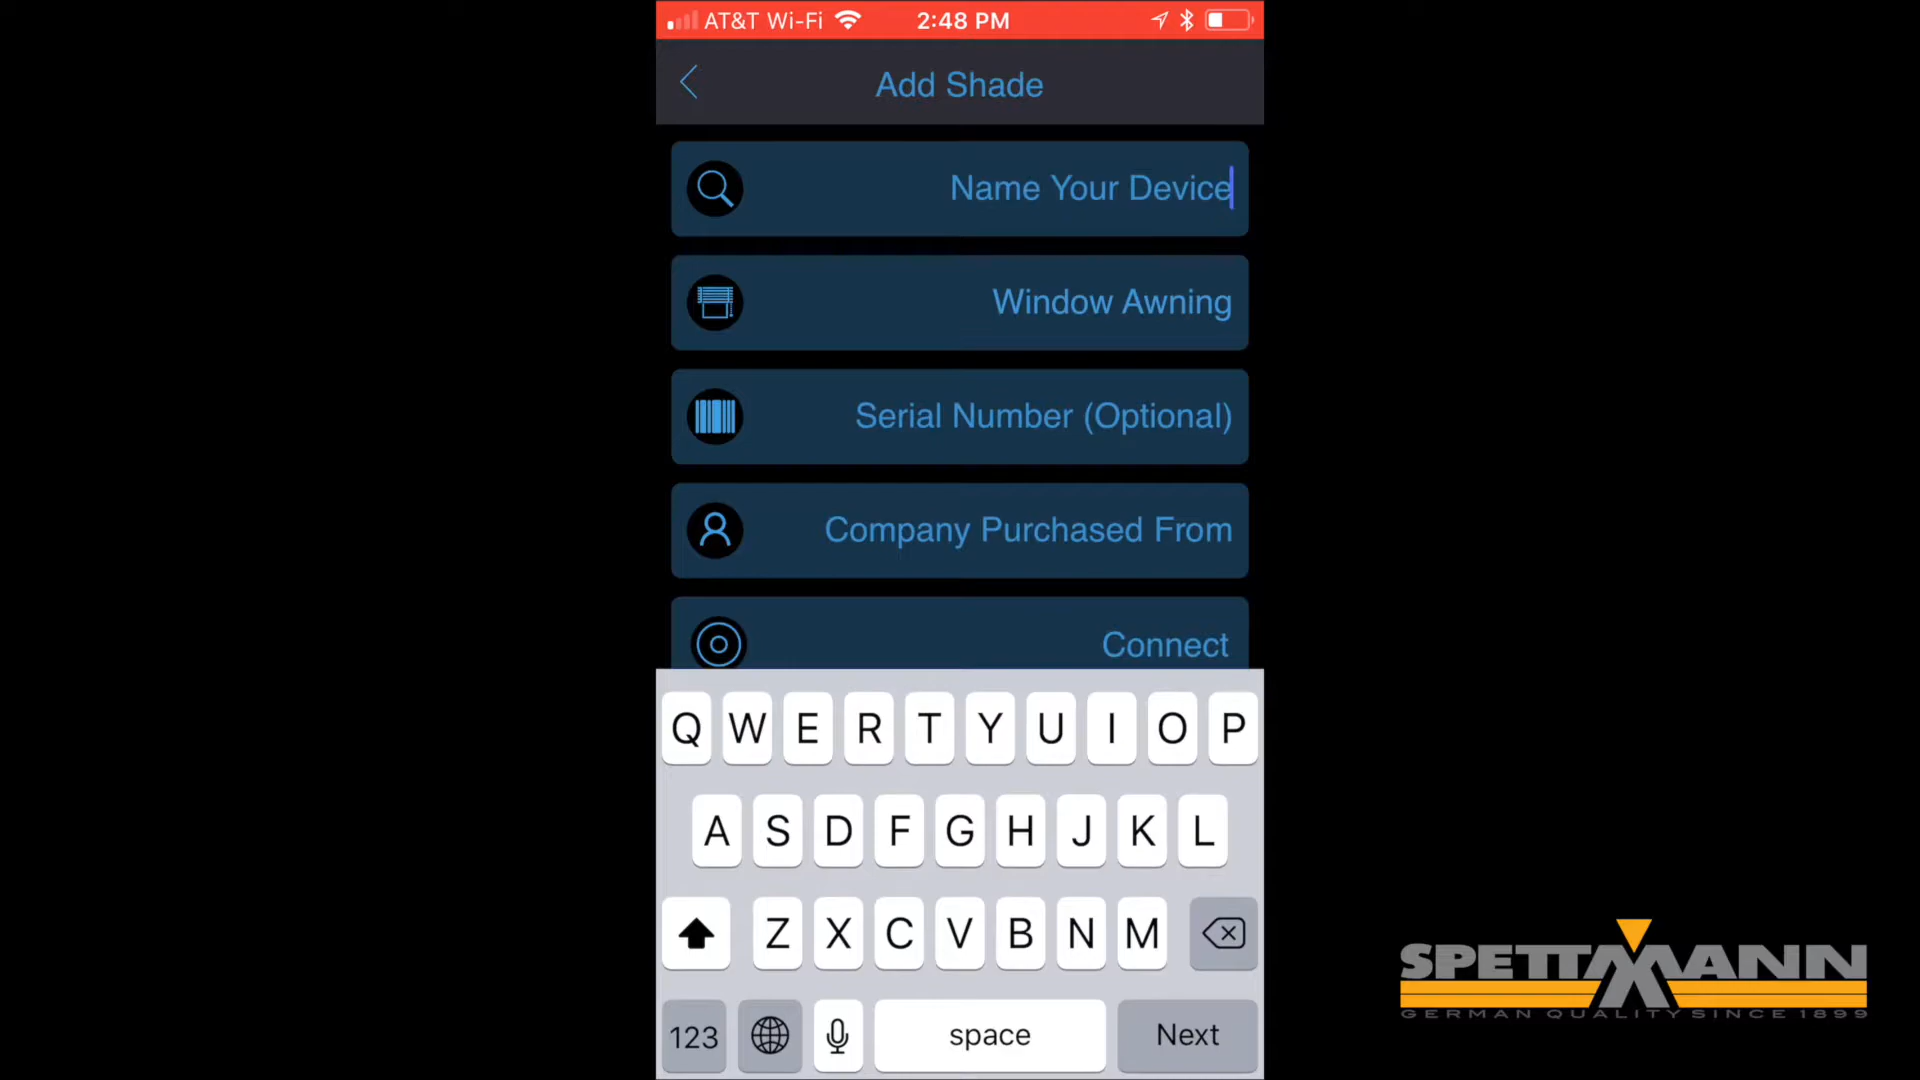 AT&T Wi-Fi 2:48 PM
Add Shade
Name Your Device
Window Awning
Serial Number (Optional)
Company Purchased From
Connect
Q W E R T Y U I O P
A S D F G H J K L
Z X C V B N M
123 space Next
SPETTMANN
GERMAN QUALITY SINCE 1899